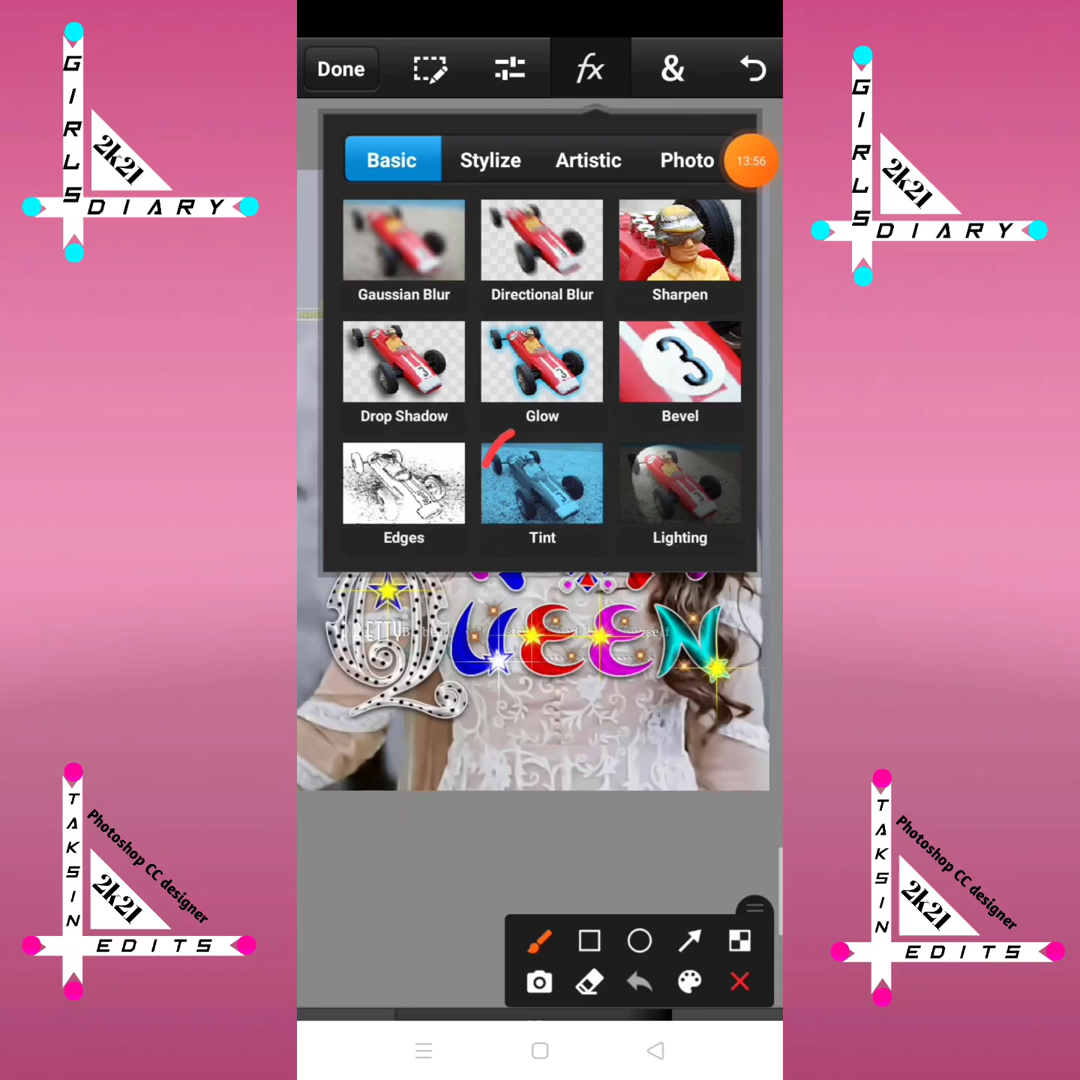 GIRLS
DIARY
2k21
Done
fx
&
Basic Stylize Artistic Photo
13:56
Gaussian Blur Directional Blur Sharpen
Drop Shadow Glow Bevel
3
Edges Tint Lighting
QUEEN
GIRLS
DIARY
2k21
TAKSIN
EDITS
2k21
Photoshop CC designer
TAKSIN
EDITS
2k21
Photoshop CC designer